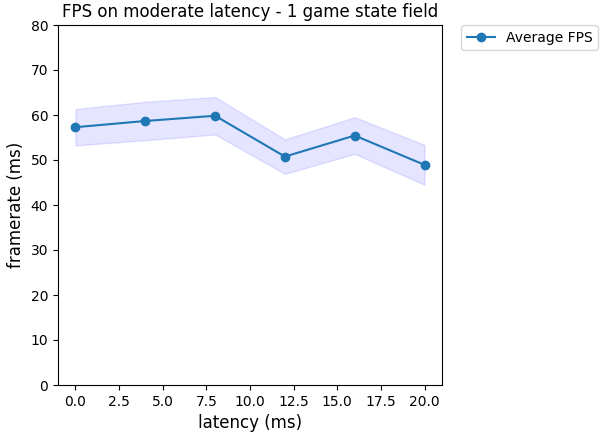 FPS on moderate latency - 1 game state field
Average FPS
80
70
60
50
40
30
20
10
0
framerate (ms)
0.0 2.5 5.0 7.5 10.0 12.5 15.0 17.5 20.0
latency (ms)